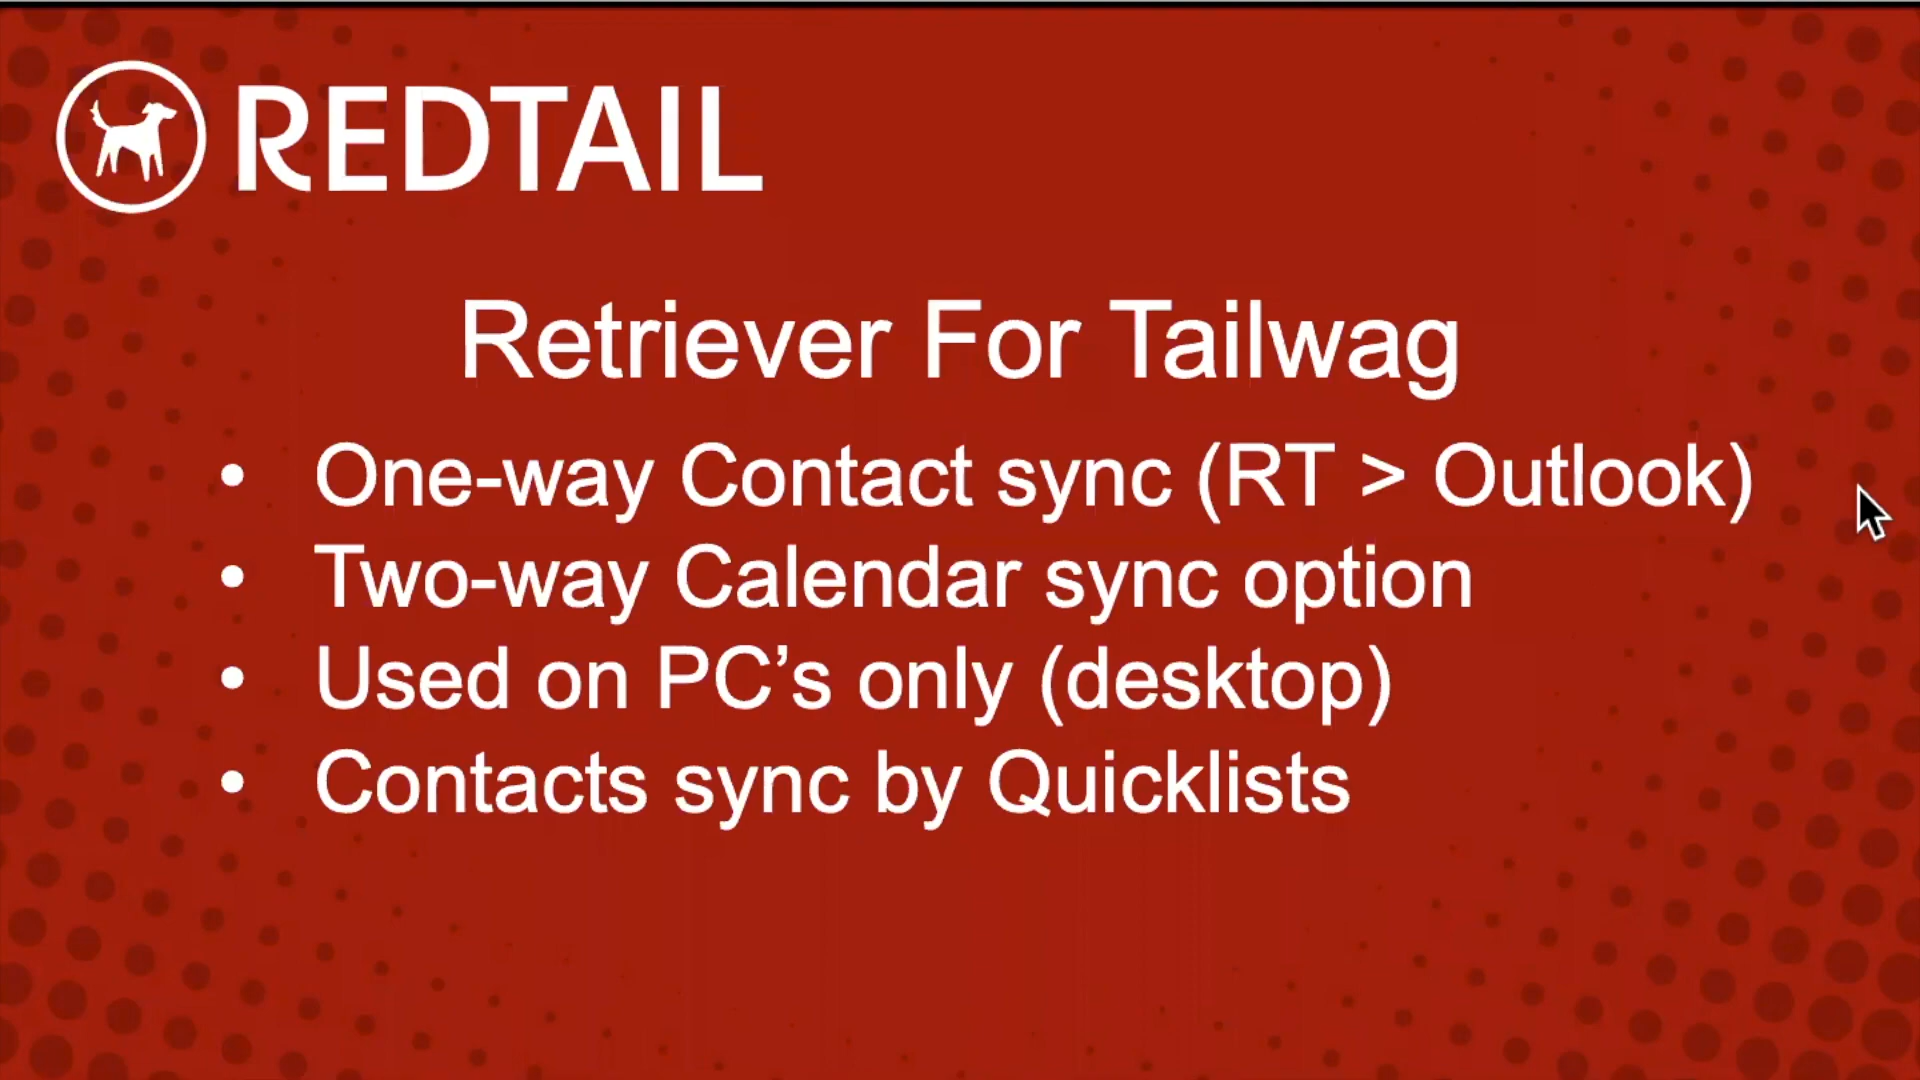 REDTAIL
Retriever For Tailwag
• One-way Contact sync (RT > Outlook)
• Two-way Calendar sync option
• Used on PC’s only (desktop)
• Contacts sync by Quicklists